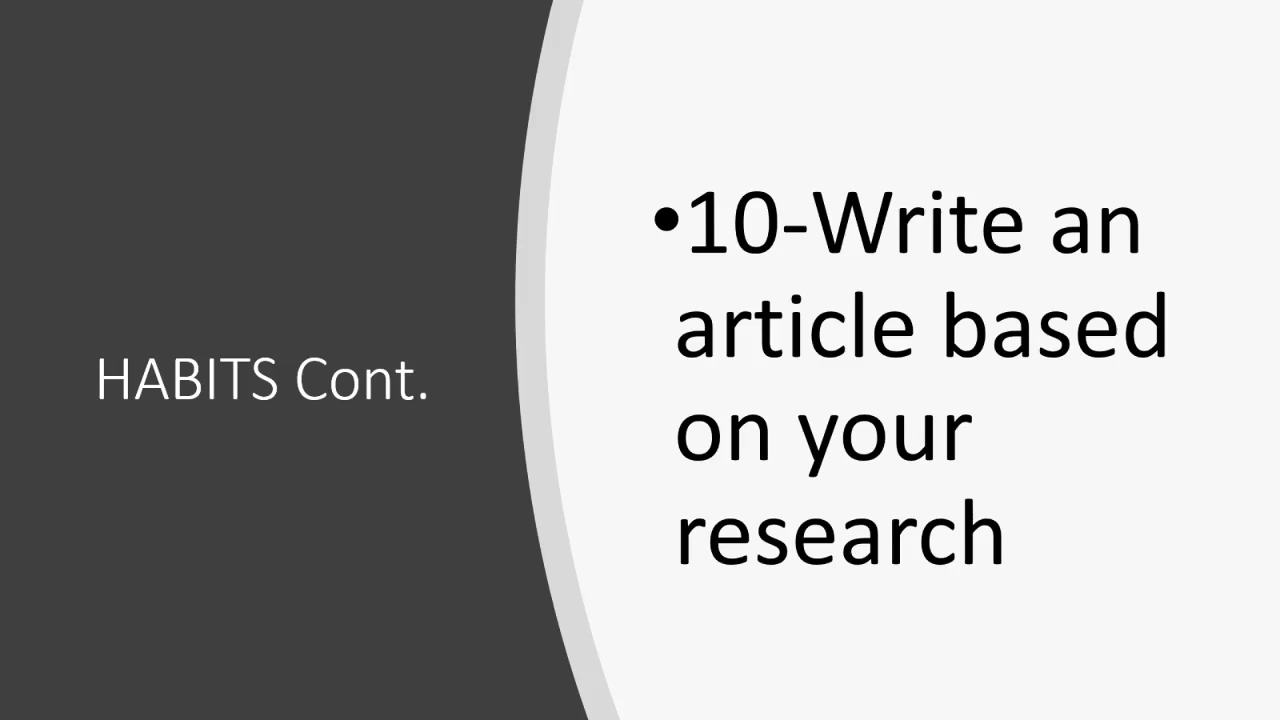 HABITS Cont.
•10-Write an
article based
on your
research